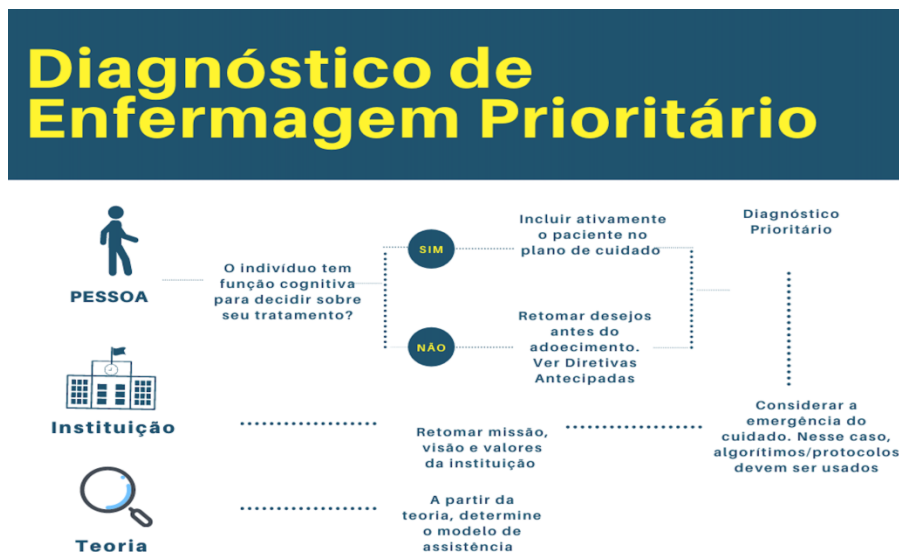 Diagnóstico de
Enfermagem Prioritário
PESSOA
O indivíduo tem
função cognitiva
para decidir sobre
seu tratamento?
SIM
Incluir ativamente
o paciente no
plano de cuidado
NÃO
Retomar desejos
antes do
adoecimento.
Ver Diretivas
Antecipadas
Diagnóstico
Prioritário
Instituição
Retomar missão,
visão e valores
da instituição
Considerar a
emergência do
cuidado. Nesse caso,
algorítimos/protocolos
devem ser usados
Teoria
A partir da
teoria, determine
o modelo de
assistência